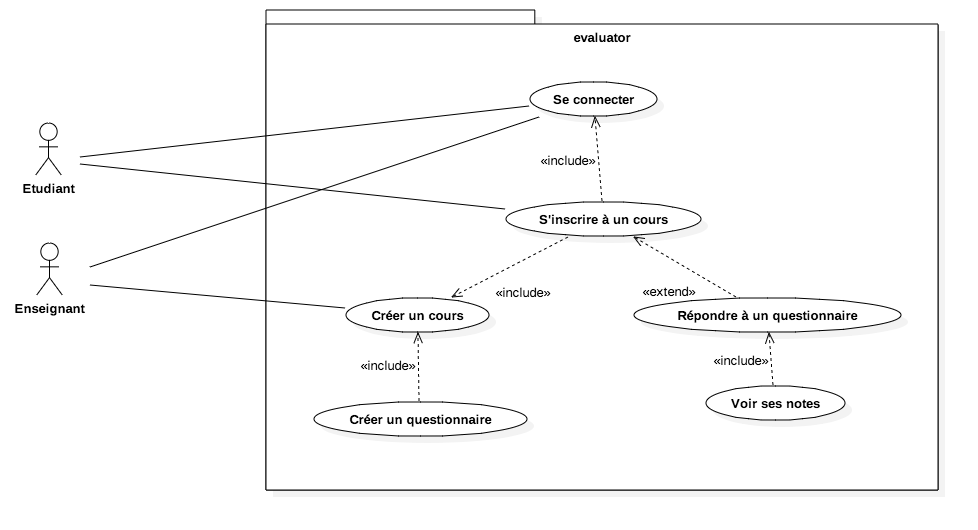 evaluator
Se connecter
«include»
Etudiant
S'inscrire à un cours
Enseignant
«include»
«extend»
Créer un cours
Répondre à un questionnaire
«include»
«include»
Voir ses notes
Créer un questionnaire